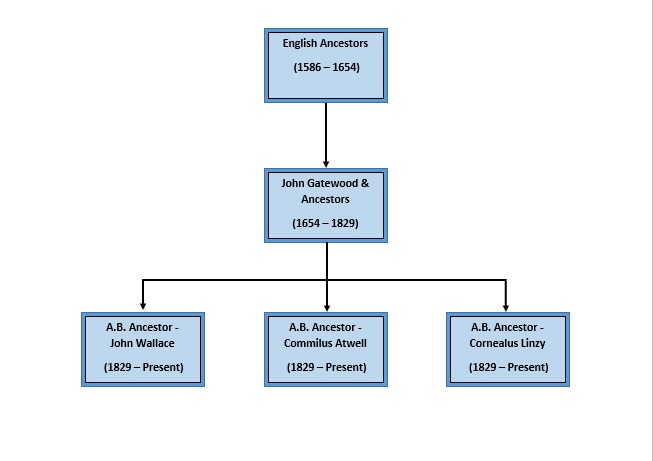 English Ancestors
(1586 – 1654)
John Gatewood &
Ancestors
(1654 – 1829)
A.B. Ancestor -
John Wallace
(1829 – Present)
A.B. Ancestor -
Commilus Atwell
(1829 – Present)
A.B. Ancestor -
Cornealus Linzy
(1829 – Present)